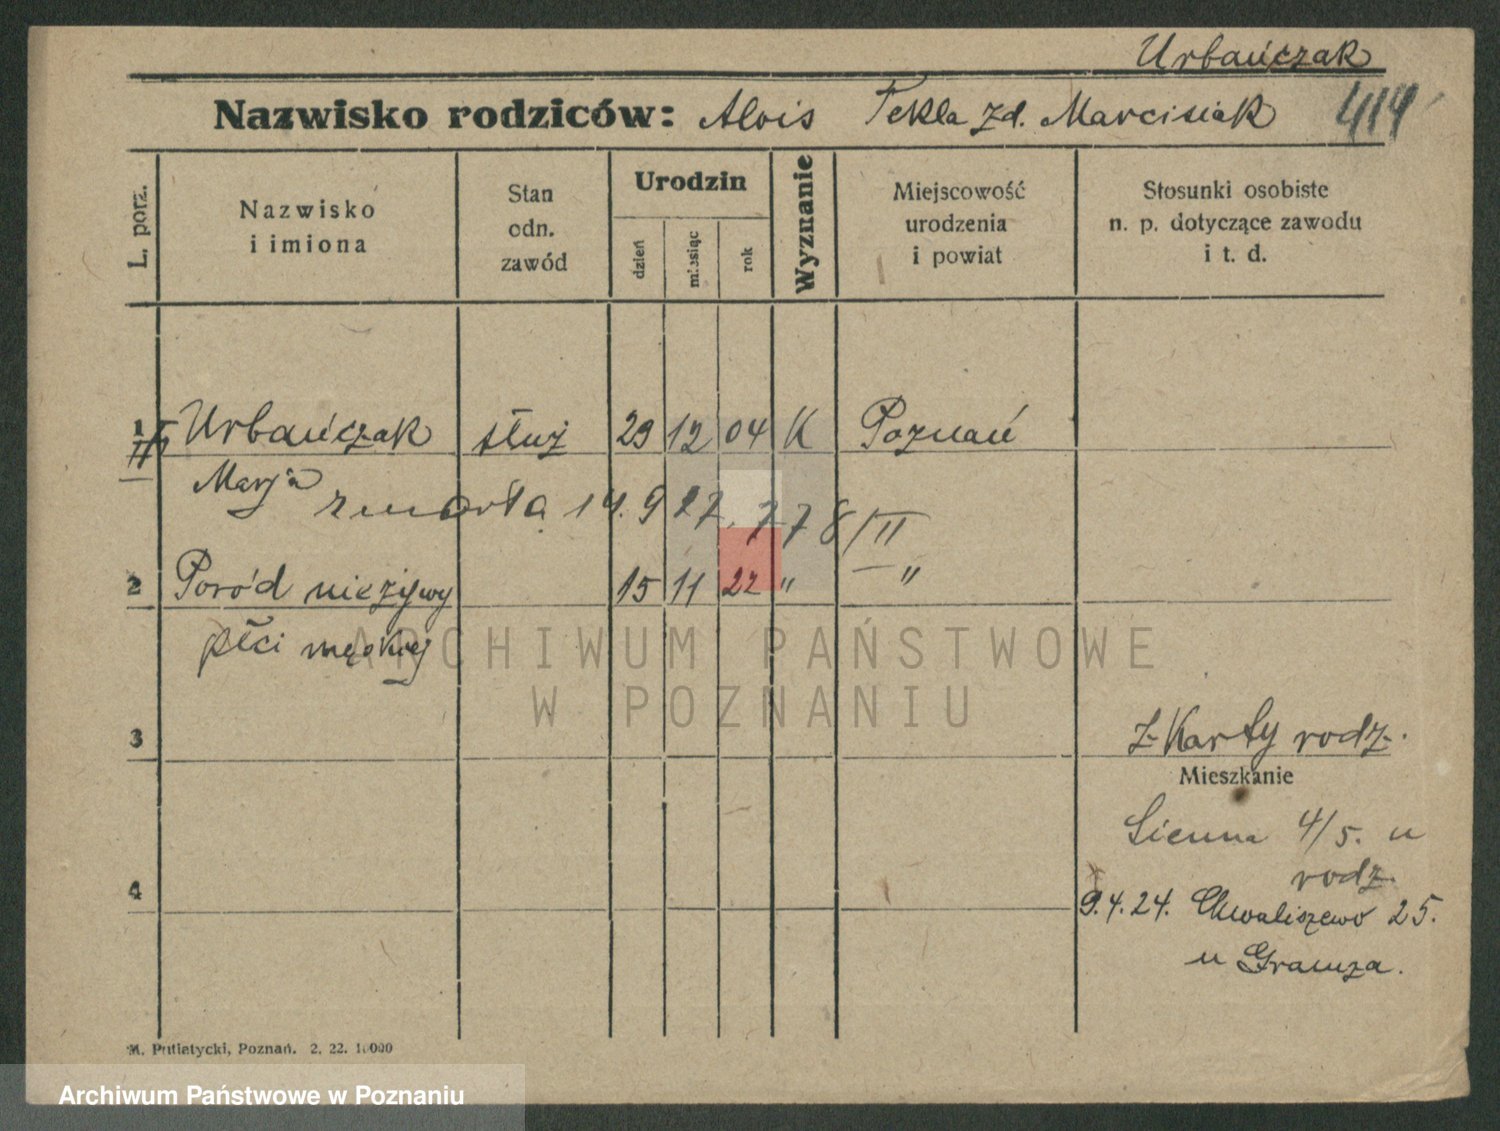 Urbańczak
Nazwisko rodziców: Alois Tekla zd. Marcisiak 414
L. porz.
Nazwisko
i imiona
Stan
odn.
zawód
Urodzin
dzień
miesiąc
rok
Wyznanie
Miejscowość
urodzenia
i powiat
Stosunki osobiste
n. p. dotyczące zawodu
i t. d.
1 Urbańczak służ 29 12 04 K Poznań
II
Marja
zmarła 14. 9 27. 778/II
2 Poród nieżywy 15 11 22 " — "
płci męskiej
ARCHIWUM PAŃSTWOWE
W POZNANIU
3
z Karty rodz.
Mieszkanie
Sienna 4/5. u
rodz.
4
9.4.24. Chwaliszewo 25.
u
M. Putiatycki, Poznań. 2. 22. 10000
Archiwum Państwowe w Poznaniu